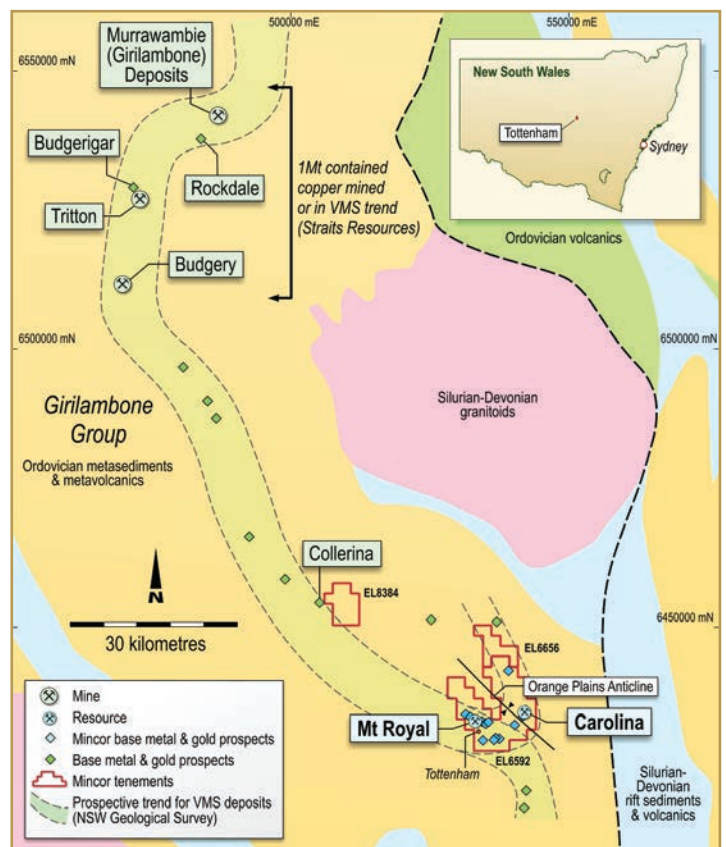 500000 mE
550000 mE
6550000 mN
Murrawambie
(Girilambone)
Deposits
New South Wales
Tottenham
Sydney
Budgerigar
Rockdale
Tritton
Budgery
1Mt contained
copper mined
or in VMS trend
(Straits Resources)
Ordovician volcanics
6500000 mN
6500000 mN
Silurian-Devonian
granitoids
Girilambone
Group
Ordovician metasediments
& metavolcanics
N
30 kilometres
Collerina
EL8384
6450000 mN
EL6656
Orange Plains Anticline
Mt Royal
Carolina
Tottenham
EL6592
Silurian-
Devonian
rift sediments
& volcanics
Mine
Resource
Mincor base metal & gold prospects
Base metal & gold prospects
Mincor tenements
Prospective trend for VMS deposits
(NSW Geological Survey)